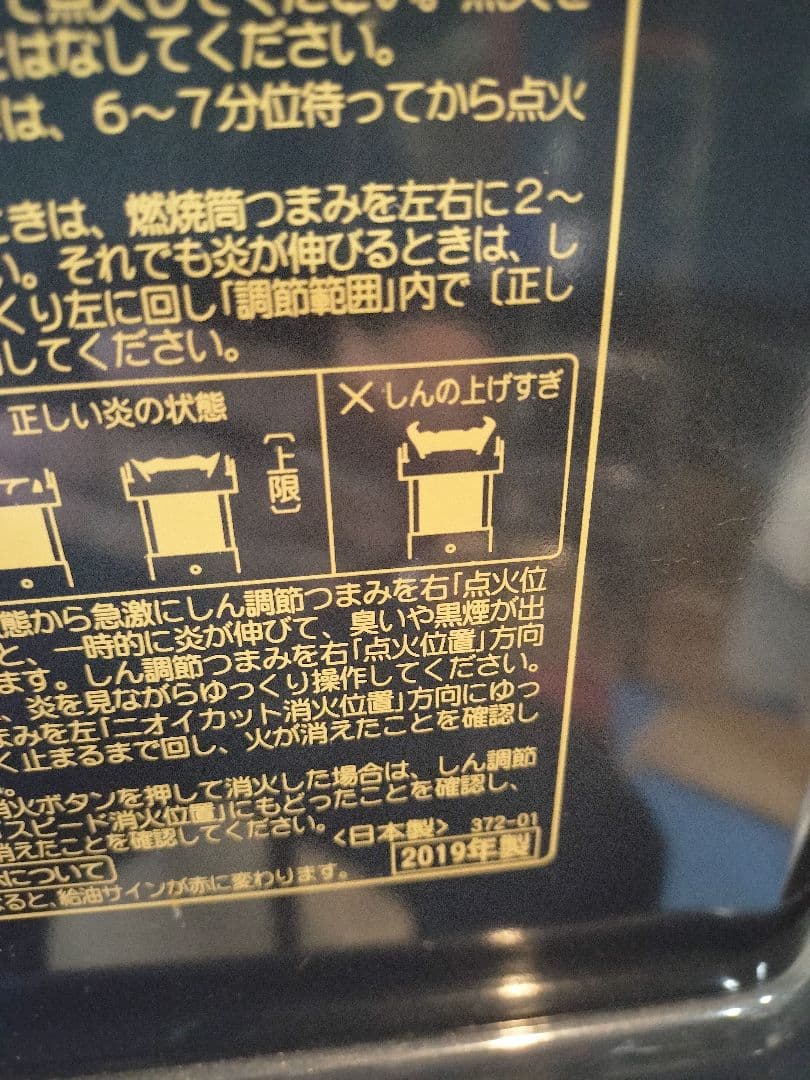 て点火してください。点火を
はなしてください。
は、6〜7分位待ってから点火
ときは、燃焼筒つまみを左右に2〜
い。それでも炎が伸びるときは、し
くり左に回し「調節範囲」内で〔正し
してください。
正しい炎の状態
〔上限〕
×しんの上げすぎ
態から急激にしん調節つまみを右「点火位
と、一時的に炎が伸びて、臭いや黒煙が出
ます。しん調節つまみを右「点火位置」方向
、炎を見ながらゆっくり操作してください。
まみを左「ニオイカット消火位置」方向にゆっ
く止まるまで回し、火が消えたことを確認し
。
消火ボタンを押して消火した場合は、しん調節
スピード消火位置」にもどったことを確認し、
消えたことを確認してください。
<日本製> 372-01
について
2019年製
ると、給油サインが赤に変わります。